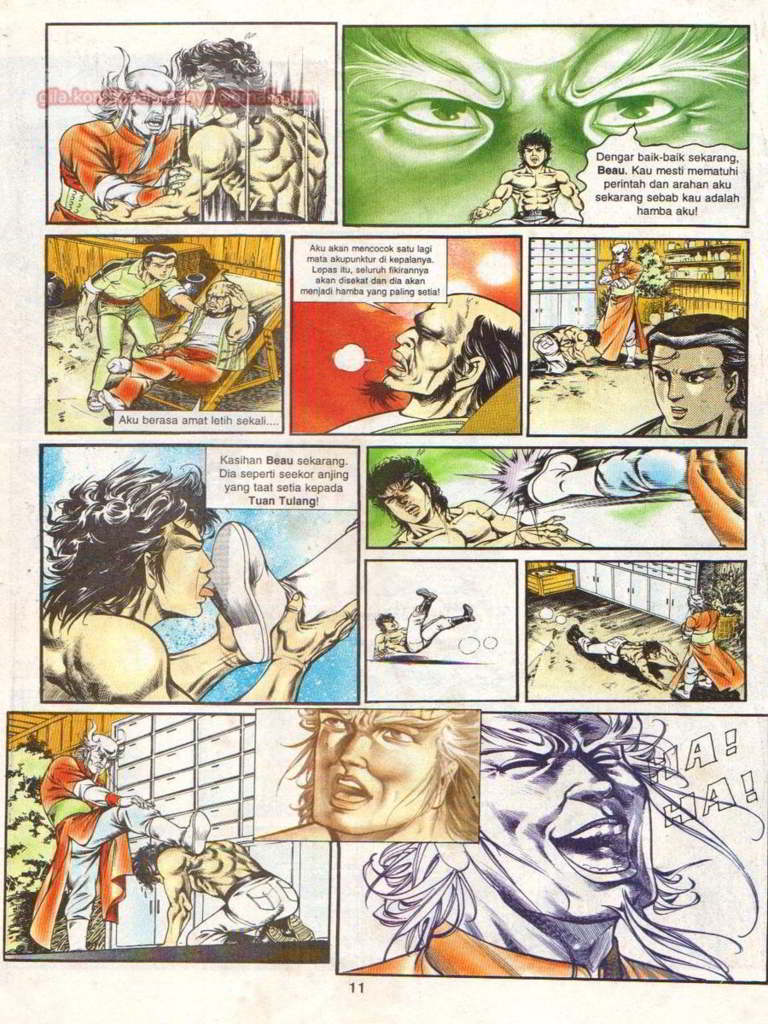 Dengar baik-baik sekarang,
Beau. Kau mesti mematuhi
perintah dan arahan aku
sekarang sebab kau adalah
hamba aku!
Aku berasa amat letih sekali....
Aku akan mencocok satu lagi
mata akupunktur di kepalanya.
Lepas itu, seluruh fikirannya
akan disekat dan dia akan
menjadi hamba yang paling setia!
Kasihan Beau sekarang.
Dia seperti seekor anjing
yang taat setia kepada
Tuan Tulang!
HA!
HA!
11